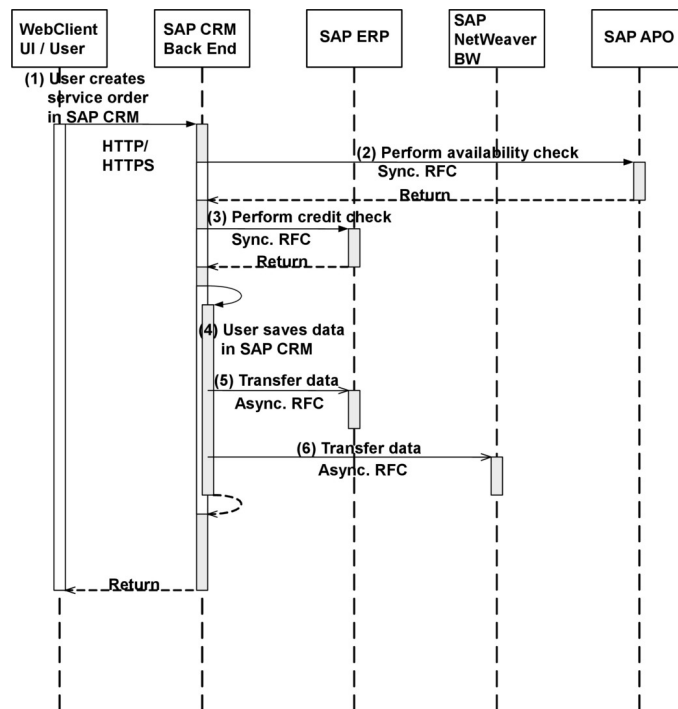 WebClient
UI / User
SAP CRM
Back End
SAP ERP
SAP
NetWeaver
BW
SAP APO
(1) User creates
service order
in SAP CRM
HTTP/
HTTPS
(2) Perform availability check
Sync. RFC
Return
(3) Perform credit check
Sync. RFC
Return
(4) User saves data
in SAP CRM
(5) Transfer data
Async. RFC
(6) Transfer data
Async. RFC
Return